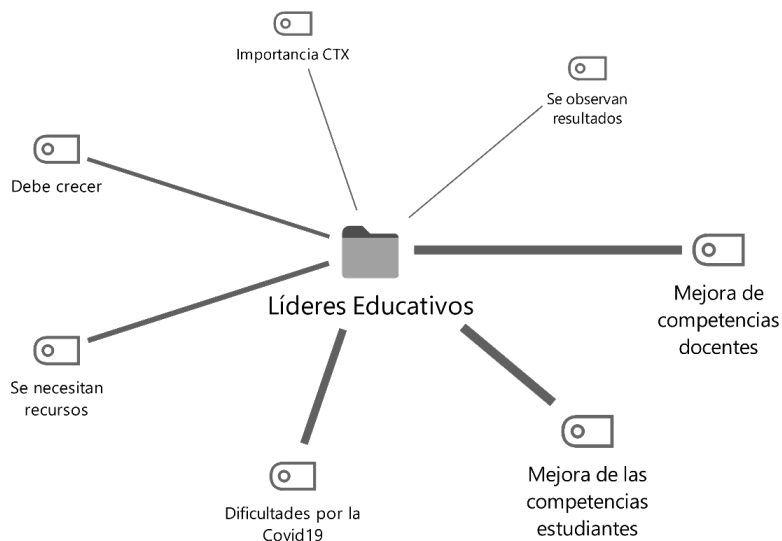 Importancia CTX
Se observan
resultados
Debe crecer
Líderes Educativos
Mejora de
competencias
docentes
Se necesitan
recursos
Mejora de las
competencias
estudiantes
Dificultades por la
Covid19